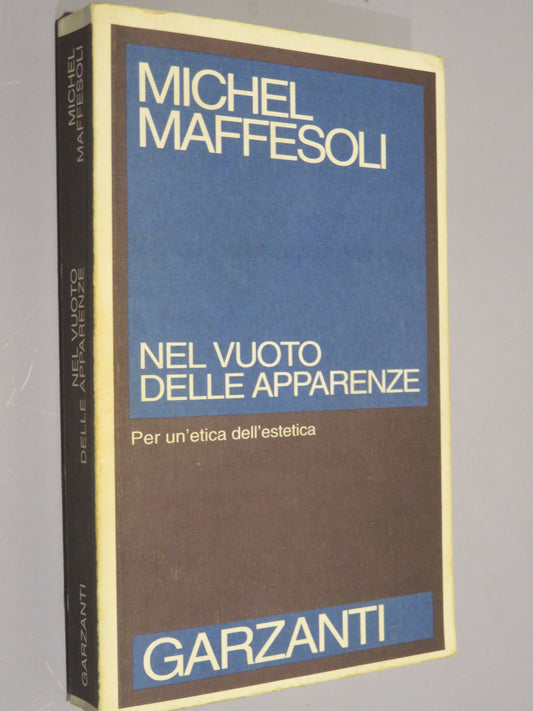 MICHEL
MAFFESOLI
NEL VUOTO
DELLE APPARENZE
GARZANTI
MICHEL
MAFFESOLI
NEL VUOTO
DELLE APPARENZE
Per un'etica dell'estetica
GARZANTI